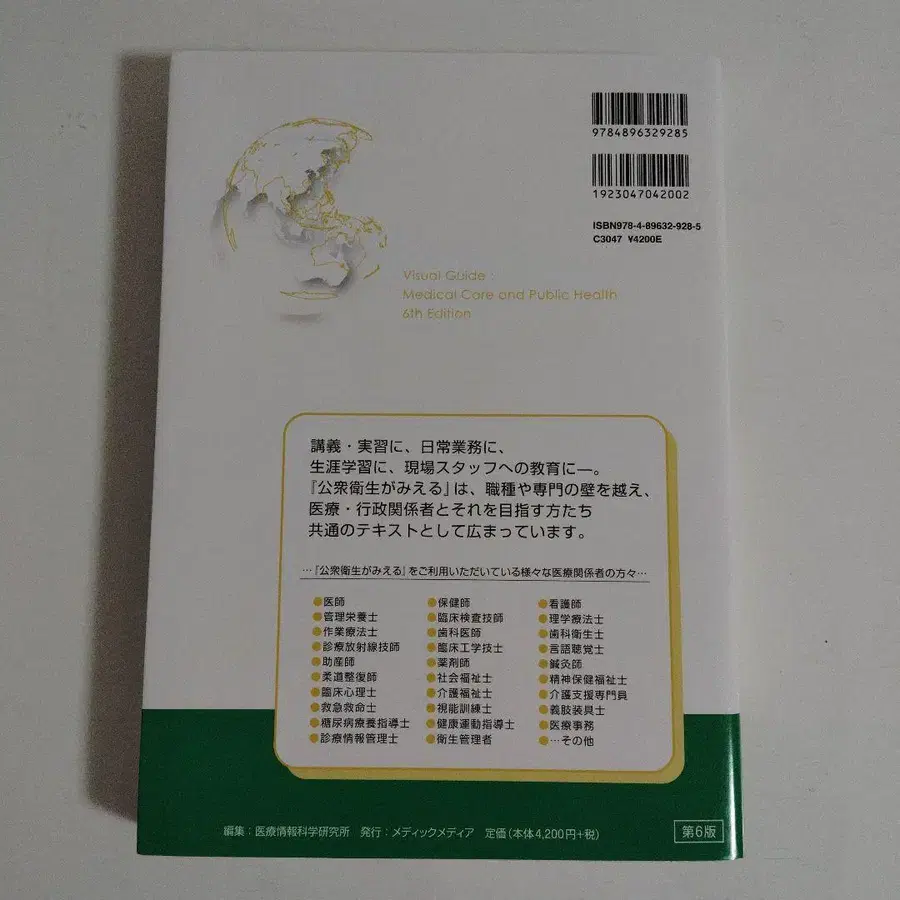 9784896329285
1923047042002
ISBN978-4-89632-928-5
C3047 ¥4200E
Visual Guide :
Medical Care and Public Health
6th Edition
講義・実習に、日常業務に、
生涯学習に、現場スタッフへの教育に―。
『公衆衛生がみえる』は、職種や専門の壁を越え、
医療・行政関係者とそれを目指す方たち
共通のテキストとして広まっています。
…『公衆衛生がみえる』をご利用いただいている様々な医療関係者の方々…
●医師 ●保健師 ●看護師
●管理栄養士 ●臨床検査技師 ●理学療法士
●作業療法士 ●歯科医師 ●歯科衛生士
●診療放射線技師 ●臨床工学技士 ●言語聴覚士
●助産師 ●薬剤師 ●鍼灸師
●柔道整復師 ●社会福祉士 ●精神保健福祉士
●臨床心理士 ●介護福祉士 ●介護支援専門員
●救急救命士 ●視能訓練士 ●義肢装具士
●糖尿病療養指導士 ●健康運動指導士 ●医療事務
●診療情報管理士 ●衛生管理者 ●…その他
編集：医療情報科学研究所 発行：メディックメディア 定価(本体4,200円+税)
第6版